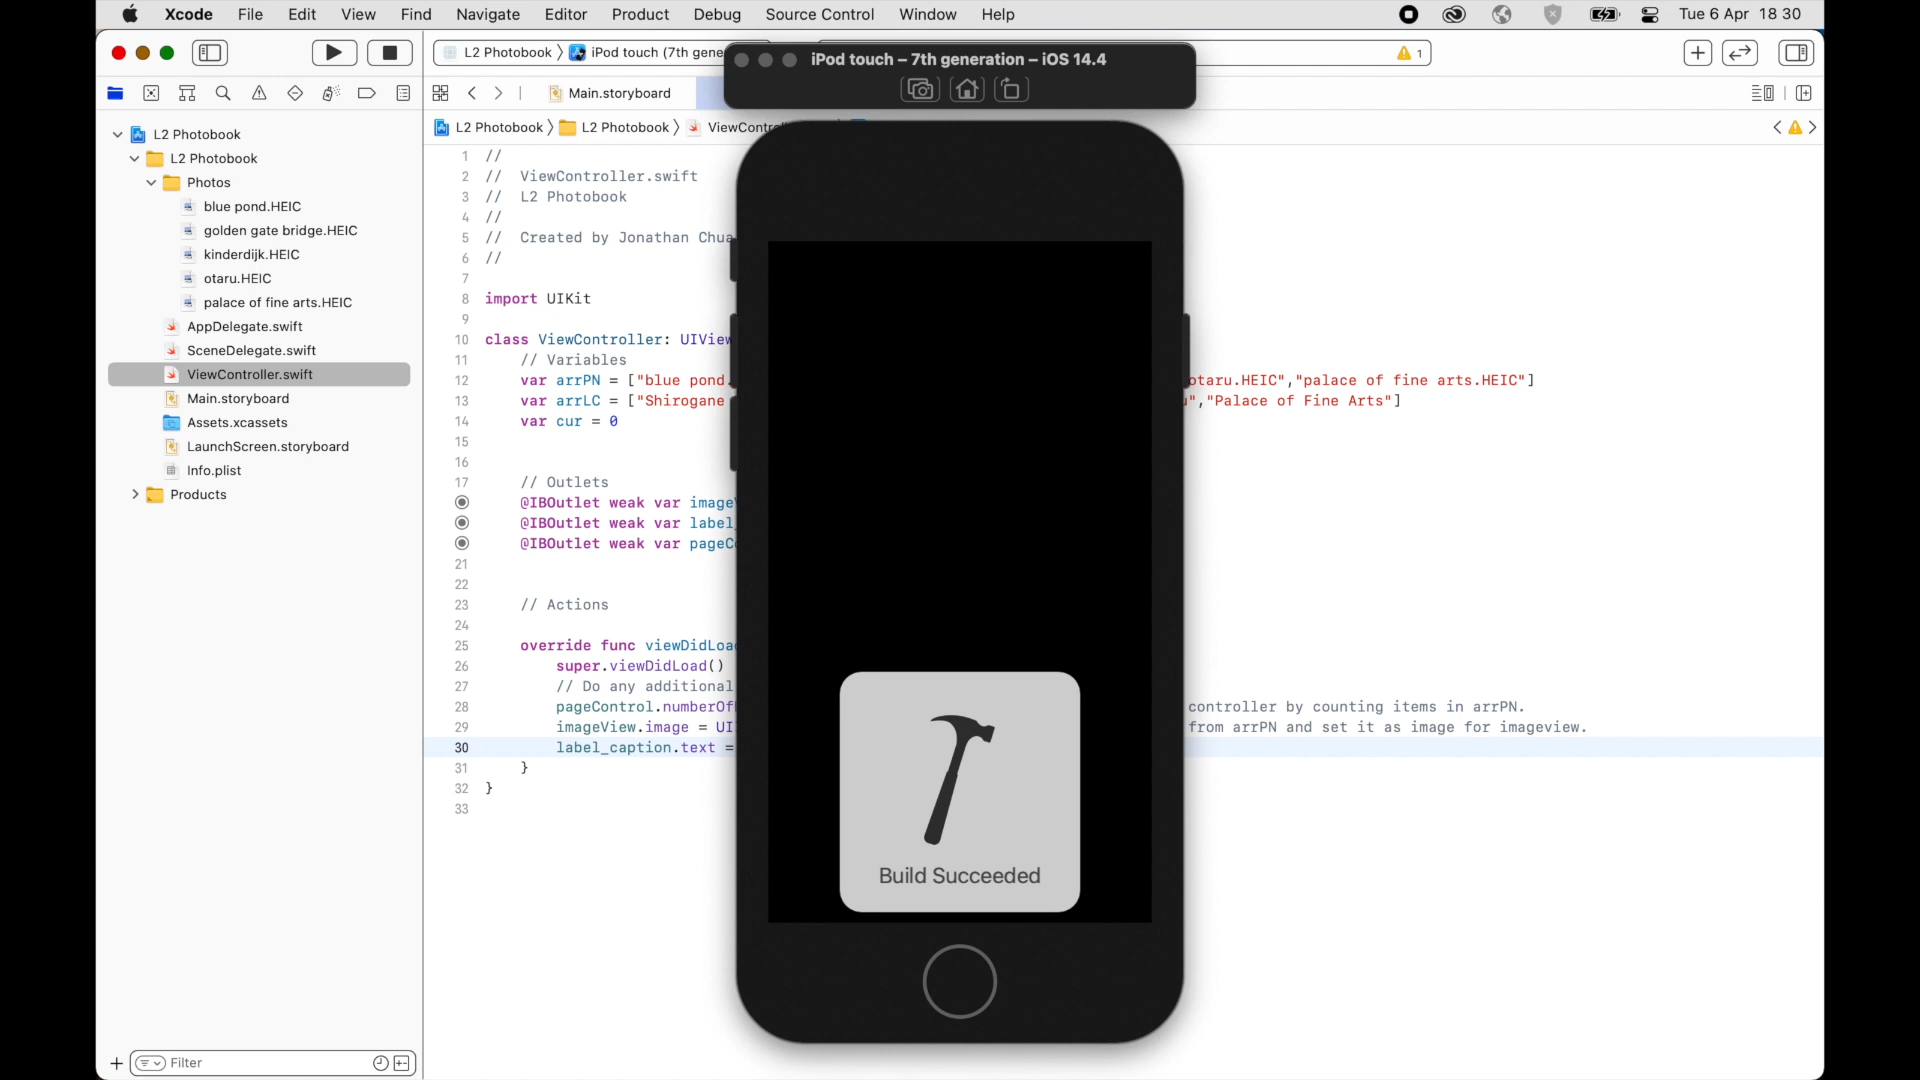 Xcode File Edit View Find Navigate Editor Product Debug Source Control Window Help Tue 6 Apr 18 30
L2 Photobook iPod touch (7th gene
1
iPod touch – 7th generation – iOS 14.4
Main.storyboard
L2 Photobook L2 Photobook
L2 Photobook
L2 Photobook
Photos
blue pond.HEIC
golden gate bridge.HEIC
kinderdijk.HEIC
otaru.HEIC
palace of fine arts.HEIC
AppDelegate.swift
SceneDelegate.swift
ViewController.swift
Main.storyboard
Assets.xcassets
LaunchScreen.storyboard
Info.plist
Products
Filter
1 //
2 // ViewController.swift
3 // L2 Photobook
4 //
5 // Created by Jonathan Chua
6 //
7
8 import UIKit
9
10 class ViewController: UIView
11 // Variables
12 var arrPN = ["blue pond. otaru.HEIC","palace of fine arts.HEIC"]
13 var arrLC = ["Shirogane u","Palace of Fine Arts"]
14 var cur = 0
15
16
17 // Outlets
@IBOutlet weak var image
@IBOutlet weak var label_
@IBOutlet weak var pageC
21
22
23 // Actions
24
25 override func viewDidLoad
26 super.viewDidLoad()
27 // Do any additional
28 pageControl.numberOf controller by counting items in arrPN.
29 imageView.image = UI from arrPN and set it as image for imageview.
30 label_caption.text =
31 }
32 }
33
Build Succeeded